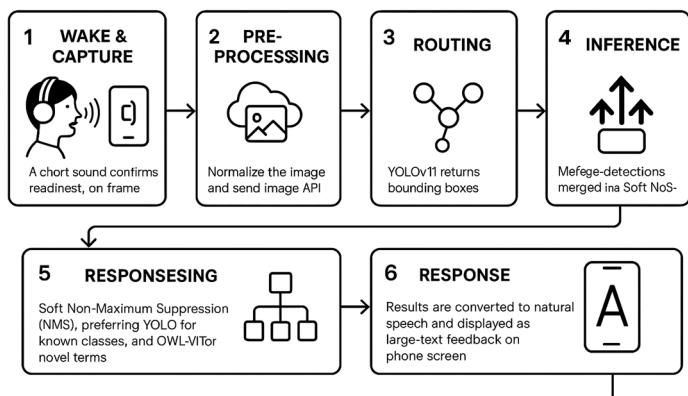 1 WAKE &
CAPTURE
A chort sound confirms
readinest, on frame
2 PRE-
PROCESSING
Normalize the image
and send image API
3 ROUTING
YOLOv11 returns
bounding boxes
4 INFERENCE
Mefege-detections
merged ina Soft NoS-
5 RESPONSESING
Soft Non-Maximum Suppression
(NMS), preferring YOLO for
known classes, and OWL-VITor
novel terms
6 RESPONSE
Results are converted to natural
speech and displayed as
large-text feedback on
phone screen
A